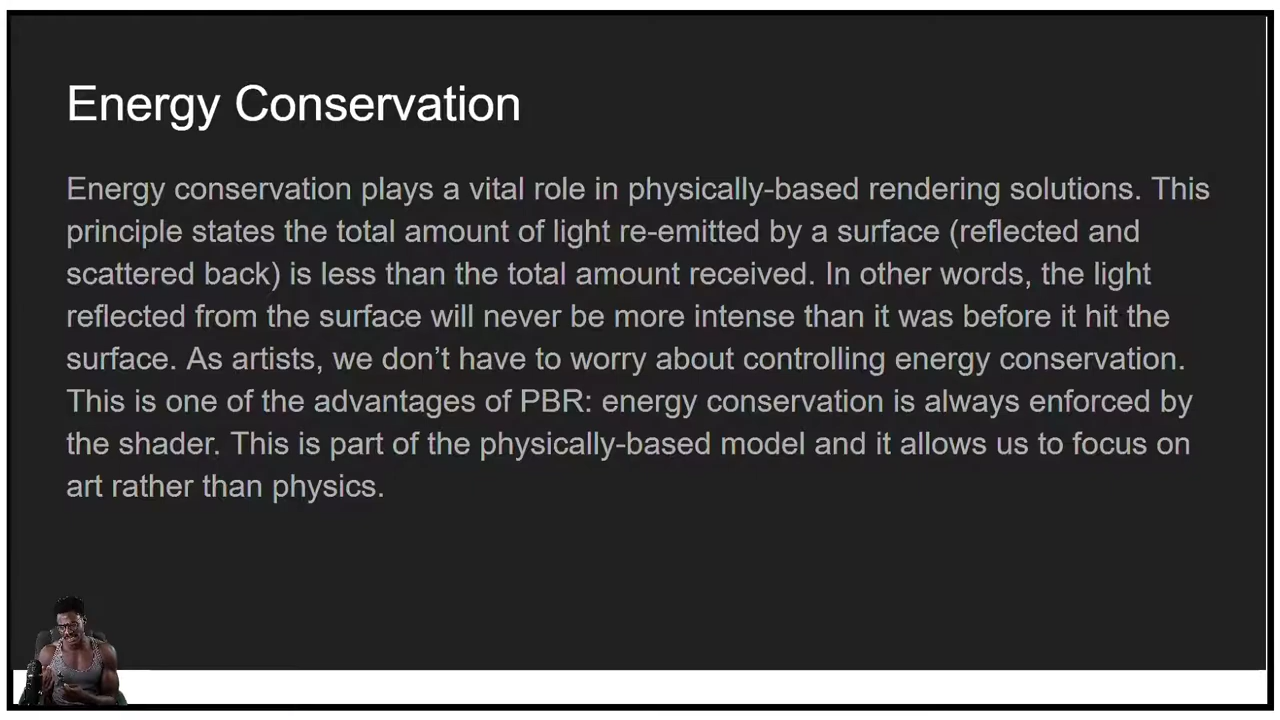 Energy Conservation
Energy conservation plays a vital role in physically-based rendering solutions. This
principle states the total amount of light re-emitted by a surface (reflected and
scattered back) is less than the total amount received. In other words, the light
reflected from the surface will never be more intense than it was before it hit the
surface. As artists, we don’t have to worry about controlling energy conservation.
This is one of the advantages of PBR: energy conservation is always enforced by
the shader. This is part of the physically-based model and it allows us to focus on
art rather than physics.